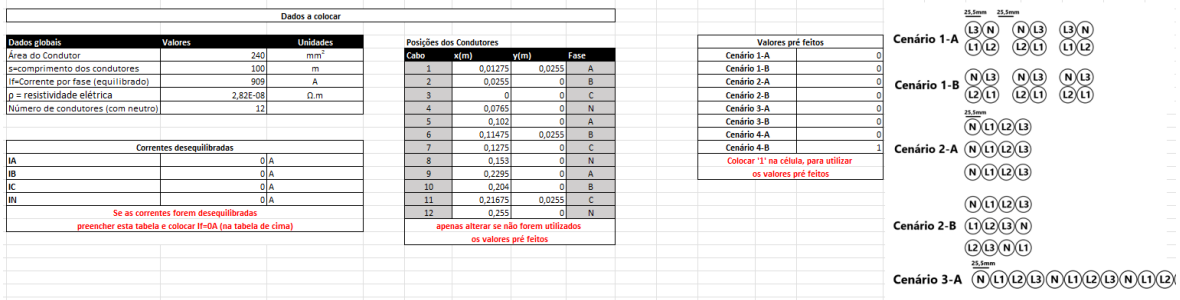 Dados a colocar
Dados globais Valores Unidades
Área do Condutor 240 mm²
s=comprimento dos condutores 100 m
If=Corrente por fase (equilibrado) 909 A
ρ = resistividade elétrica 2,82E-08 Ω.m
Número de condutores (com neutro) 12
Correntes desequilibradas
IA 0 A
IB 0 A
IC 0 A
IN 0 A
Se as correntes forem desequilibradas
preencher esta tabela e colocar If=0A (na tabela de cima)
Posições dos Condutores
Cabo x(m) y(m) Fase
1 0,01275 0,0255 A
2 0,0255 0 B
3 0 0 C
4 0,0765 0 N
5 0,102 0 A
6 0,11475 0,0255 B
7 0,1275 0 C
8 0,153 0 N
9 0,2295 0 A
10 0,204 0 B
11 0,21675 0,0255 C
12 0,255 0 N
apenas alterar se não forem utilizados
os valores pré feitos
Valores pré feitos
Cenário 1-A 0
Cenário 1-B 0
Cenário 2-A 0
Cenário 2-B 0
Cenário 3-A 0
Cenário 3-B 0
Cenário 4-A 0
Cenário 4-B 1
Colocar '1' na célula, para utilizar
os valores pré feitos
25,5mm 25,5mm
L3 N N L3 L3 N
Cenário 1-A
L1 L2 L2 L1 L1 L2
N L3 N L3 N L3
Cenário 1-B
L2 L1 L2 L1 L2 L1
25,5mm
N L1 L2 L3
Cenário 2-A N L1 L2 L3
N L1 L2 L3
N L1 L2 L3
Cenário 2-B L1 L2 L3 N
L2 L3 N L1
25,5mm
Cenário 3-A N L1 L2 L3 N L1 L2 L3 N L1 L2